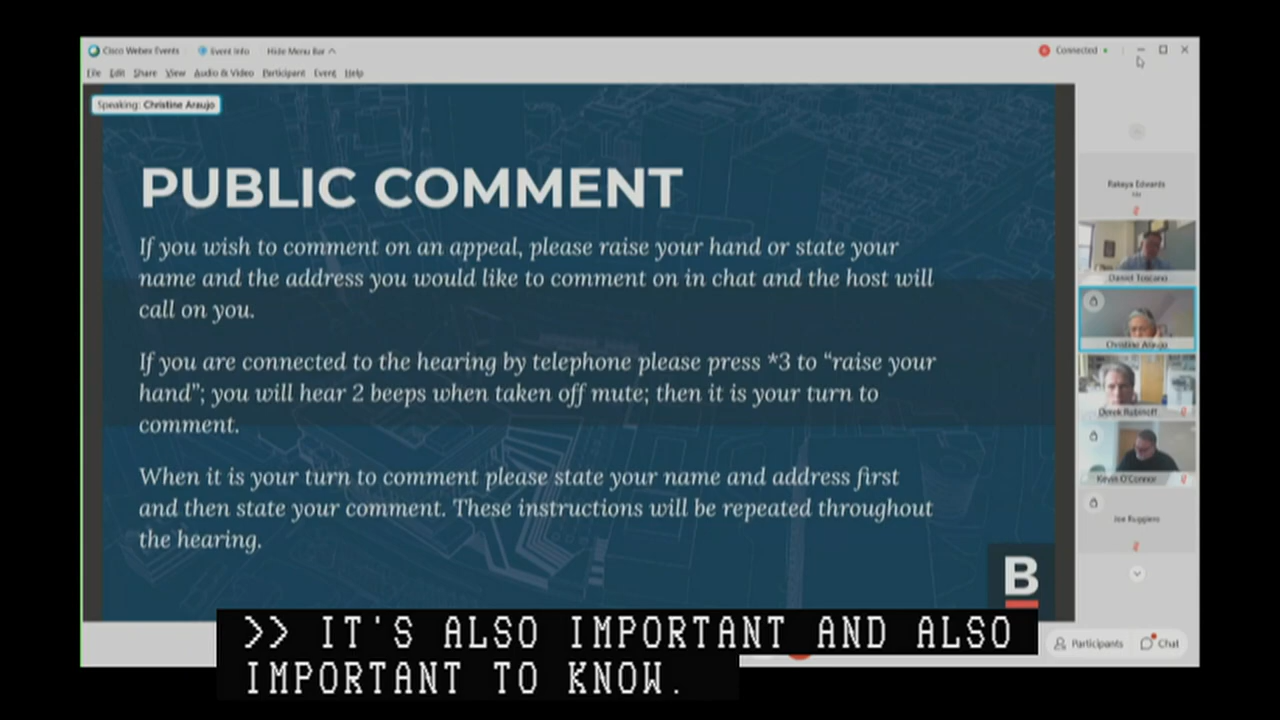 Cisco Webex Events
Event Info
Hide Menu Bar
Connected
File Edit Share View Audio & Video Participant Event Help
Speaking: Christine Araujo
PUBLIC COMMENT
If you wish to comment on an appeal, please raise your hand or state your
name and the address you would like to comment on in chat and the host will
call on you.
If you are connected to the hearing by telephone please press *3 to “raise your
hand”; you will hear 2 beeps when taken off mute; then it is your turn to
comment.
When it is your turn to comment please state your name and address first
and then state your comment. These instructions will be repeated throughout
the hearing.
B
Rakeya Edwards
Me
Daniel Toscano
Christine Araujo
Derek Rubinoff
Kevin O'Connor
Joe Ruggiero
Participants
Chat
>> IT'S ALSO IMPORTANT AND ALSO
IMPORTANT TO KNOW.